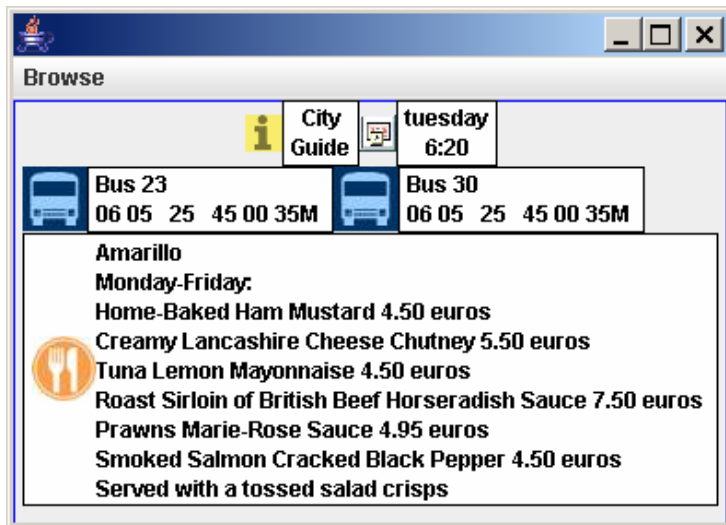 Browse
City
Guide
tuesday
6:20
Bus 23
06 05 25 45 00 35M
Bus 30
06 05 25 45 00 35M
Amarillo
Monday-Friday:
Home-Baked Ham Mustard 4.50 euros
Creamy Lancashire Cheese Chutney 5.50 euros
Tuna Lemon Mayonnaise 4.50 euros
Roast Sirloin of British Beef Horseradish Sauce 7.50 euros
Prawns Marie-Rose Sauce 4.95 euros
Smoked Salmon Cracked Black Pepper 4.50 euros
Served with a tossed salad crisps